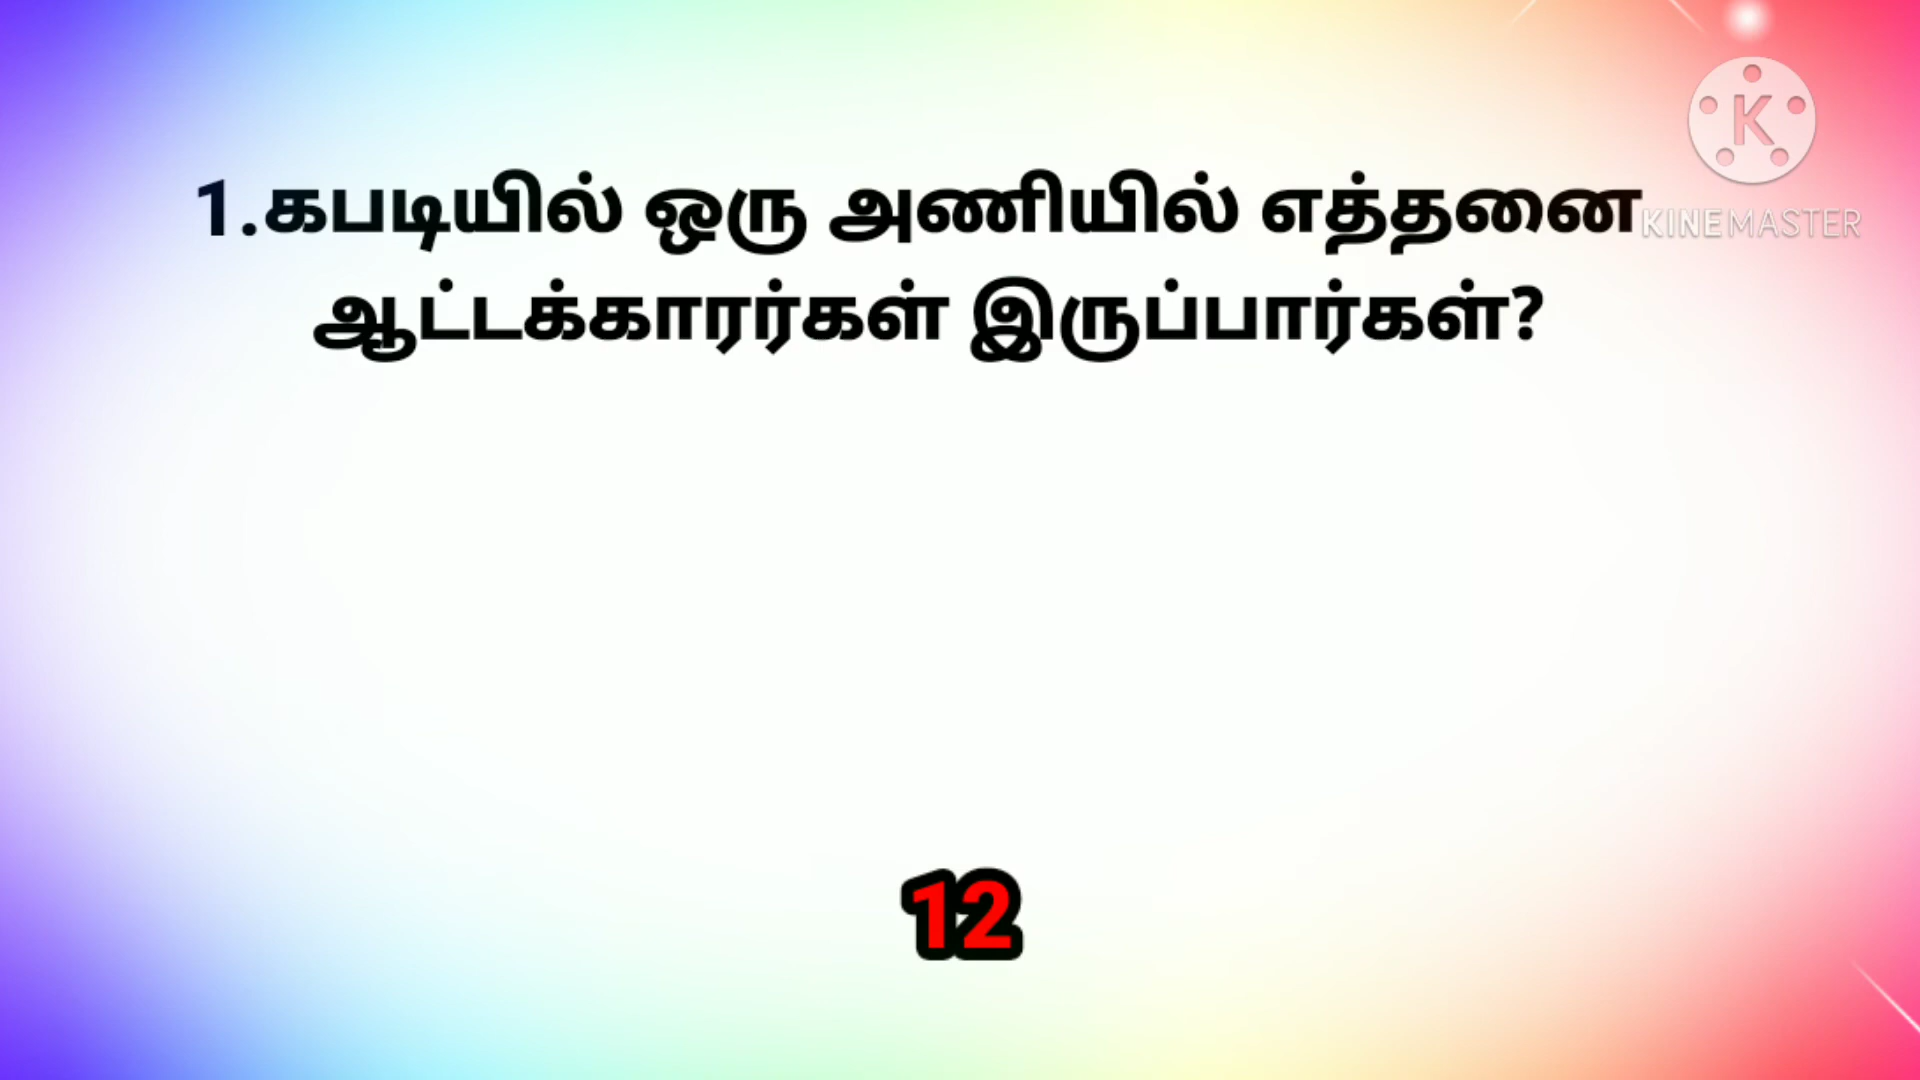 1.கபடியில் ஒரு அணியில் எத்தனை
ஆட்டக்காரர்கள் இருப்பார்கள்?
K
KINEMASTER
12